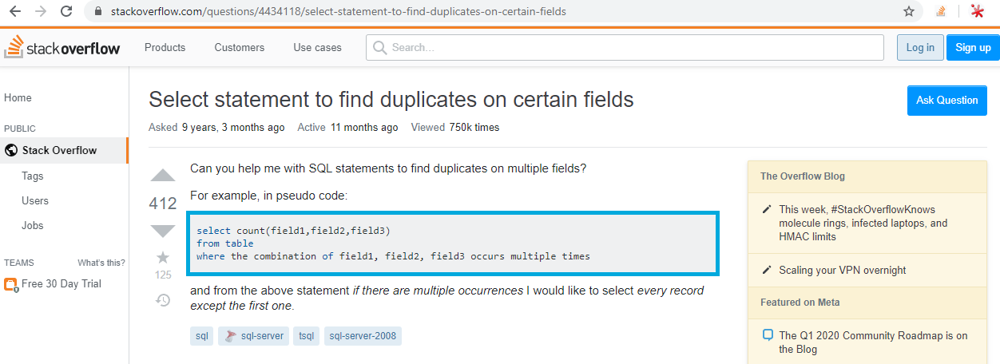 stackoverflow.com/questions/4434118/select-statement-to-find-duplicates-on-certain-fields
stackoverflow
Products
Customers
Use cases
Search...
Log in
Sign up
Home
PUBLIC
Stack Overflow
Tags
Users
Jobs
TEAMS
What's this?
Free 30 Day Trial
Select statement to find duplicates on certain fields
Ask Question
Asked 9 years, 3 months ago Active 11 months ago Viewed 750k times
412
125
Can you help me with SQL statements to find duplicates on multiple fields?
For example, in pseudo code:
select count(field1,field2,field3)
from table
where the combination of field1, field2, field3 occurs multiple times
and from the above statement if there are multiple occurrences I would like to select every record
except the first one.
sql
sql-server
tsql
sql-server-2008
The Overflow Blog
This week, #StackOverflowKnows
molecule rings, infected laptops, and
HMAC limits
Scaling your VPN overnight
Featured on Meta
The Q1 2020 Community Roadmap is on
the Blog